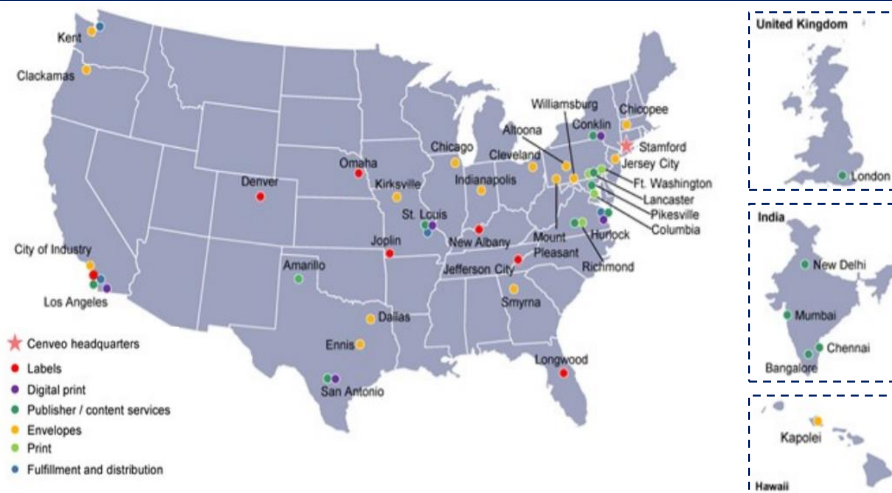 Kent
Clackamas
Denver
Omaha
Kirksville
Chicago
Indianapolis
St. Louis
Joplin
New Albany
Jefferson City
Cleveland
Altoona
Williamsburg
Conklin
Chicopee
Stamford
Jersey City
Ft. Washington
Lancaster
Pikesville
Columbia
Mount
Pleasant
Hurlock
Richmond
City of Industry
Los Angeles
Amarillo
Dallas
Ennis
San Antonio
Smyrna
Longwood
Cenveo headquarters
Labels
Digital print
Publisher / content services
Envelopes
Print
Fulfillment and distribution
United Kingdom
London
India
New Delhi
Mumbai
Chennai
Bangalore
Kapolei
Hawaii